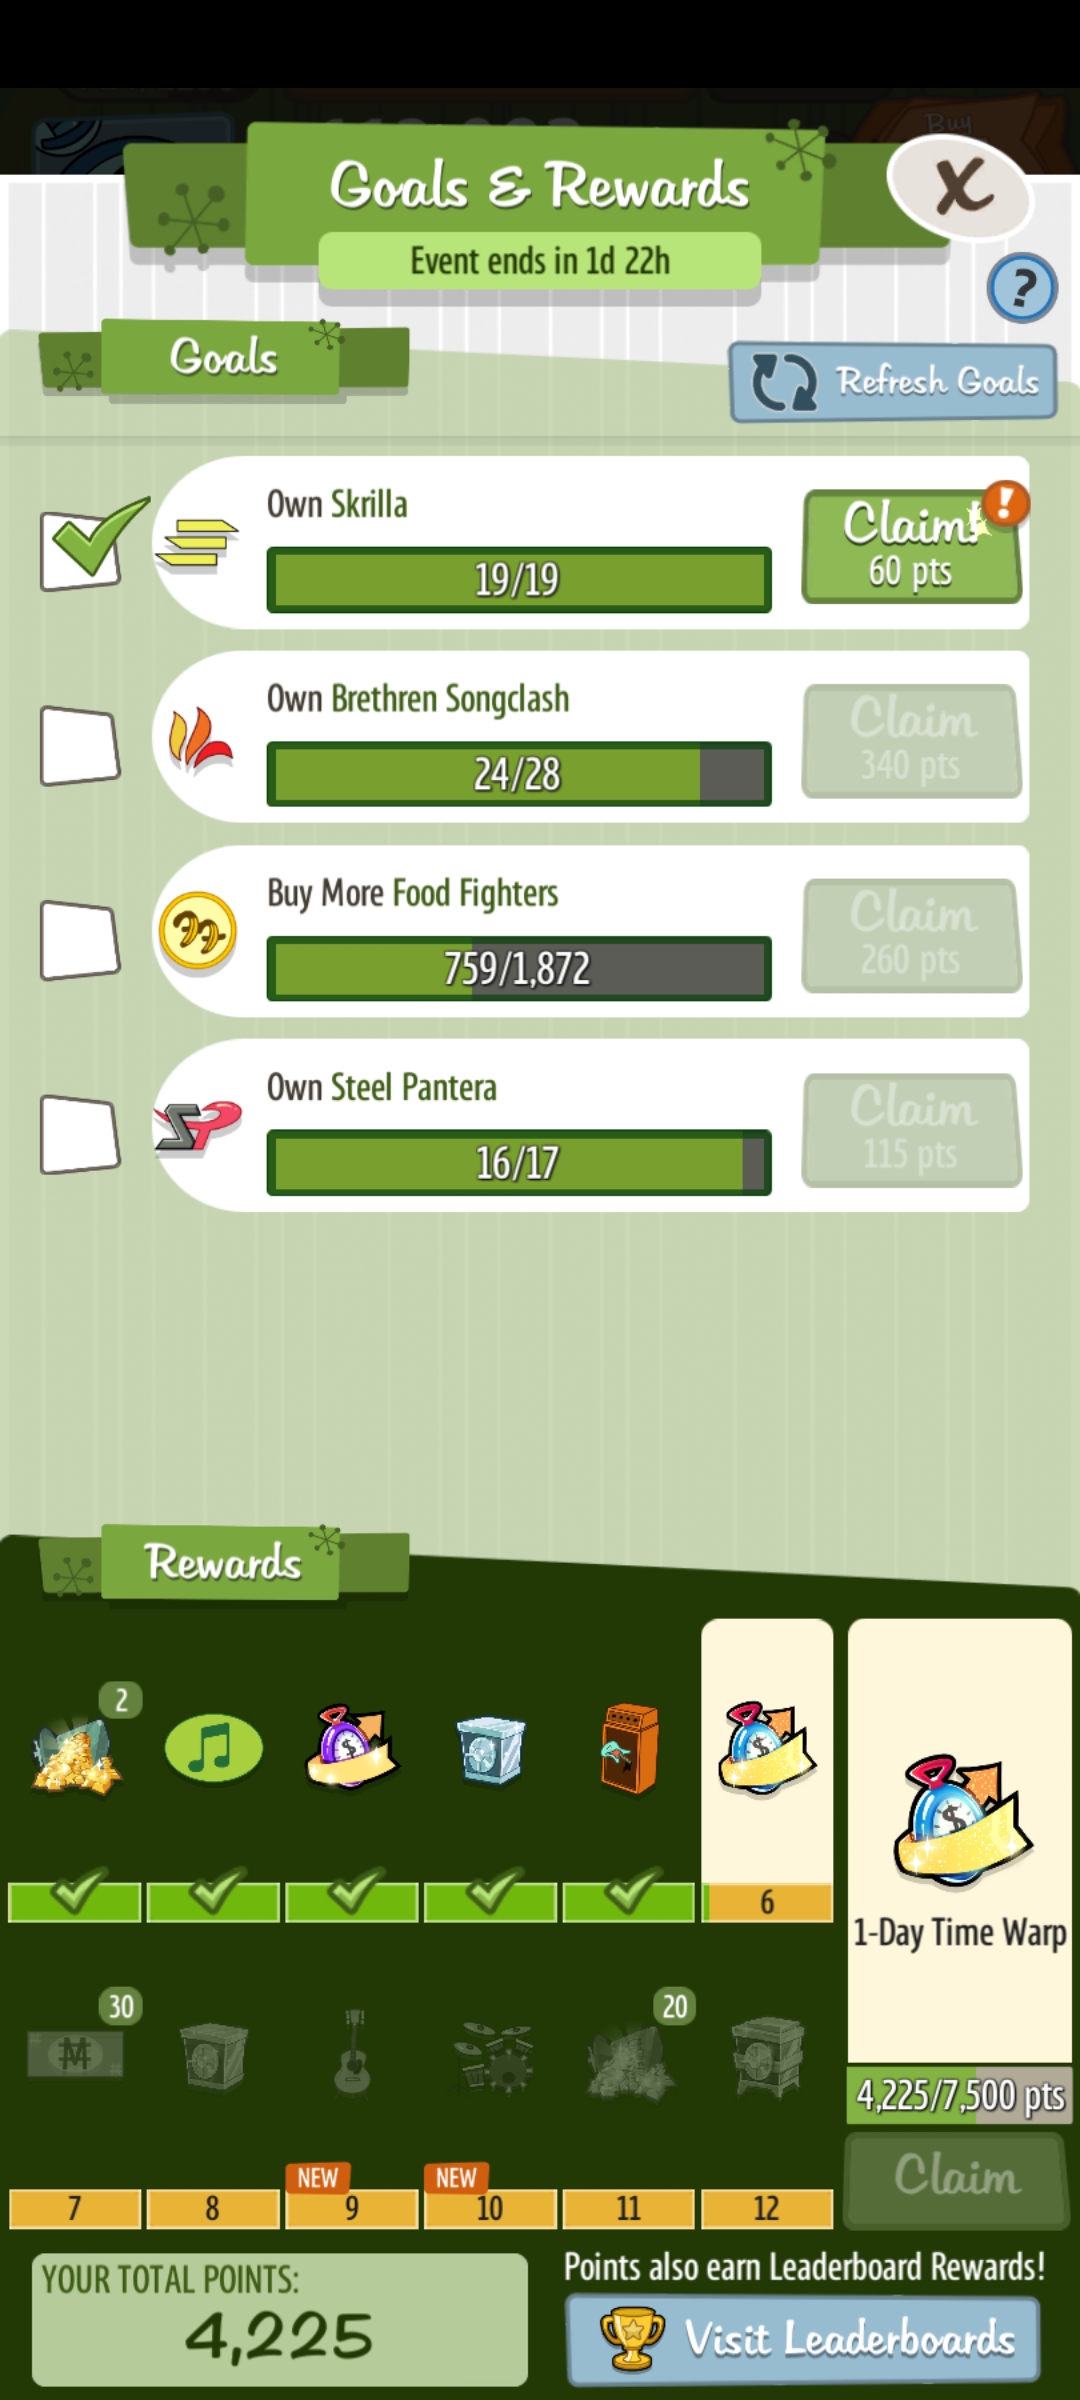 Buy
Goals & Rewards
X
Event ends in 1d 22h
?
Goals
Refresh Goals
Own Skrilla
19/19
Claim!
!
60 pts
Own Brethren Songclash
24/28
Claim
340 pts
Buy More Food Fighters
759/1,872
Claim
260 pts
Own Steel Pantera
SP
16/17
Claim
115 pts
Rewards
2
$
$
$
6
1-Day Time Warp
30
20
4,225/7,500 pts
Claim
NEW
NEW
7
8
9
10
11
12
YOUR TOTAL POINTS:
4,225
Points also earn Leaderboard Rewards!
Visit Leaderboards